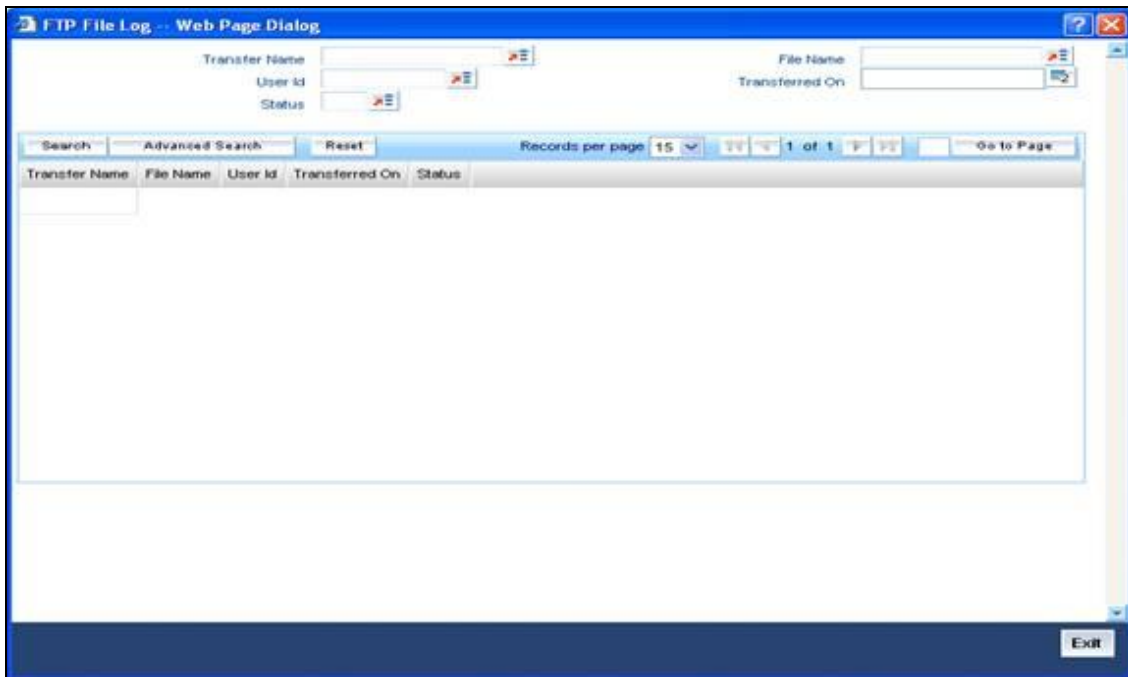 FTP File Log -- Web Page Dialog
Transfer Name
File Name
User Id
Transferred On
Status
Search Advanced Search Reset Records per page 15 1 of 1 Go to Page
Transfer Name File Name User Id Transferred On Status
Exit